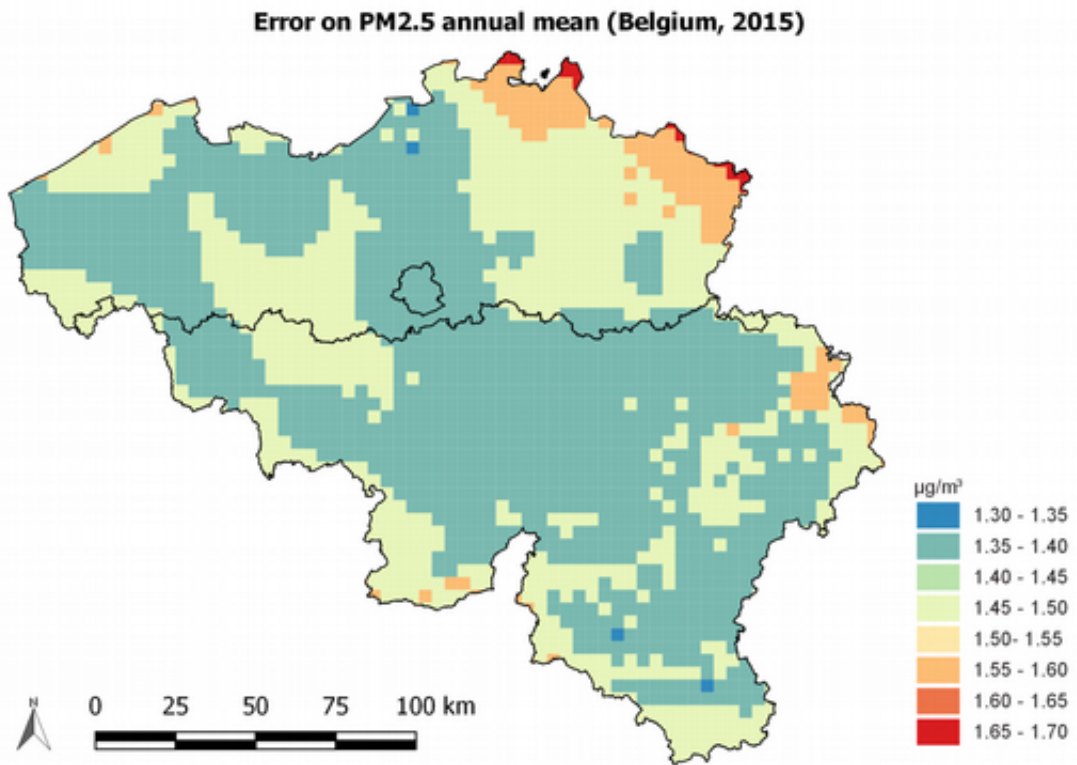 Error on PM2.5 annual mean (Belgium, 2015)
µg/m³
1.30 - 1.35
1.35 - 1.40
1.40 - 1.45
1.45 - 1.50
1.50- 1.55
1.55 - 1.60
1.60 - 1.65
1.65 - 1.70
N
0 25 50 75 100 km